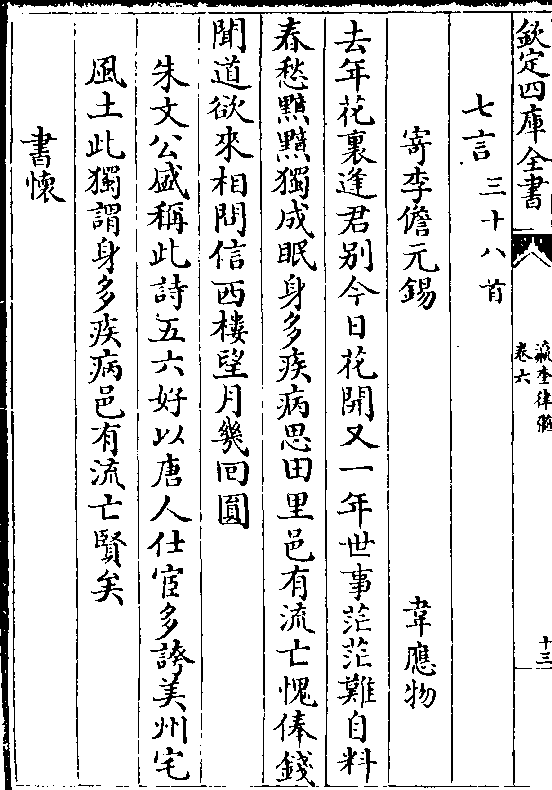 欽定四庫全書
瀛奎律髓
卷六
十三
七言 三十八首
寄李儋元錫 韋應物
去年花裏逢君别今日花開又一年世事茫茫難自料
春愁黯黯獨成眠身多疾病思田里邑有流亡愧俸錢
聞道欲來相問信西樓望月幾回圓
朱文公盛稱此詩五六好以唐人仕宦多誇美州宅
風土此獨謂身多疾病邑有流亡賢矣
書懷